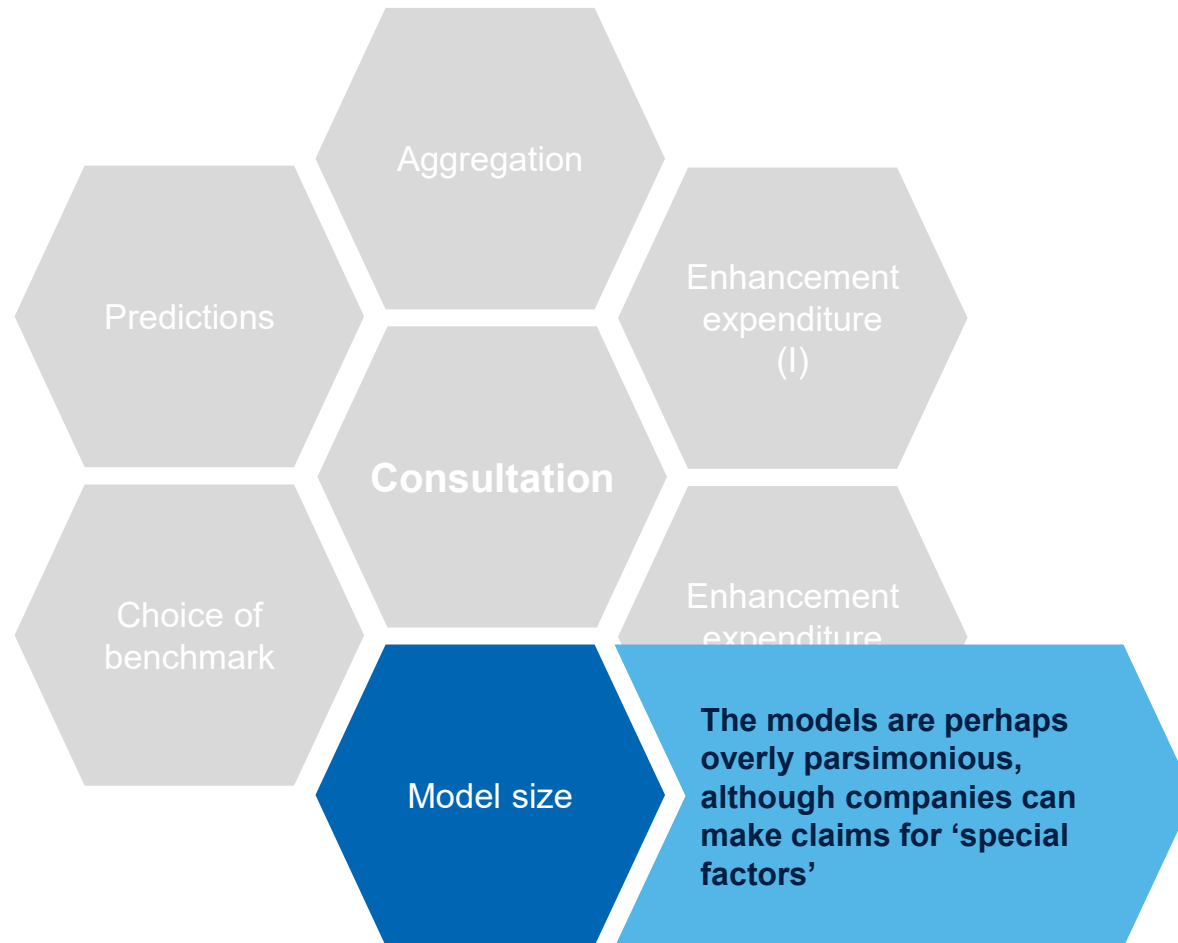 Aggregation
Predictions
Enhancement
expenditure
(I)
Consultation
Choice of
benchmark
Enhancement
expenditure
Model size
The models are perhaps
overly parsimonious,
although companies can
make claims for ‘special
factors’